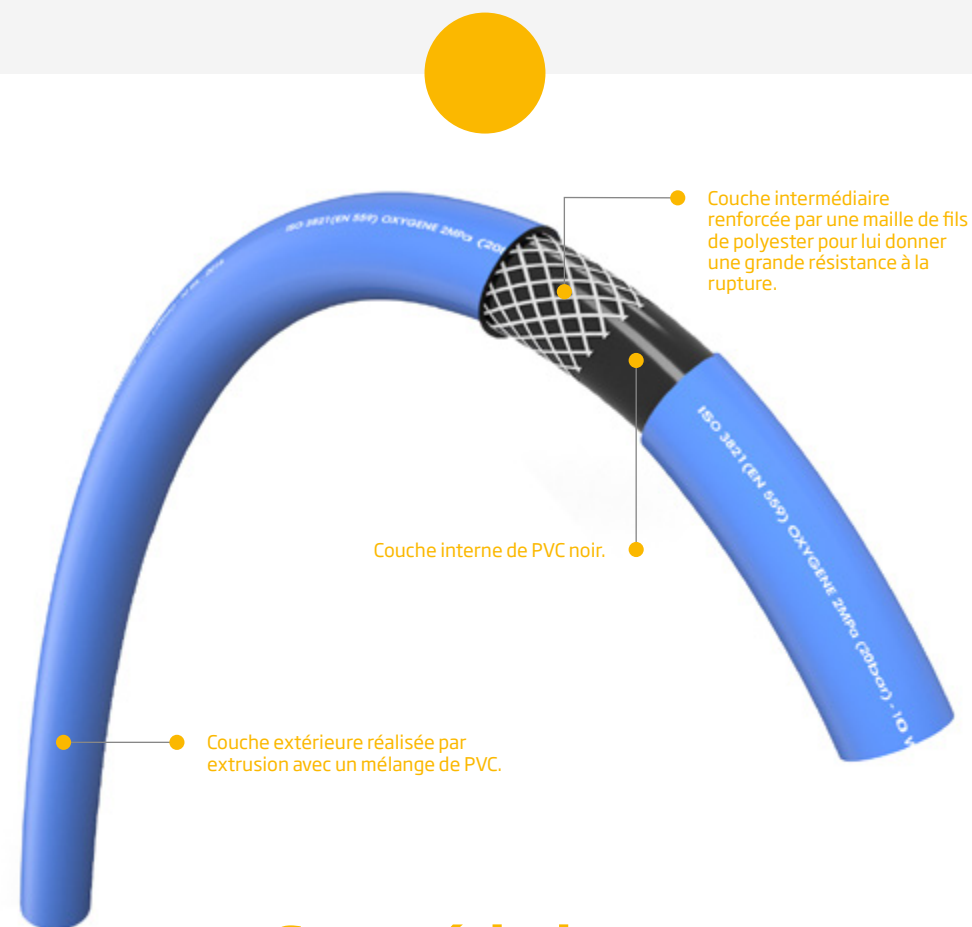 ISO 3821(EN 559) OXYGENE 2MPa (20
Couche intermédiaire
renforcée par une maille de fils
de polyester pour lui donner
une grande résistance à la
rupture.
ISO 3821(EN 559) OXYGENE 2MPa (20bar) - 10
Couche interne de PVC noir.
Couche extérieure réalisée par
extrusion avec un mélange de PVC.